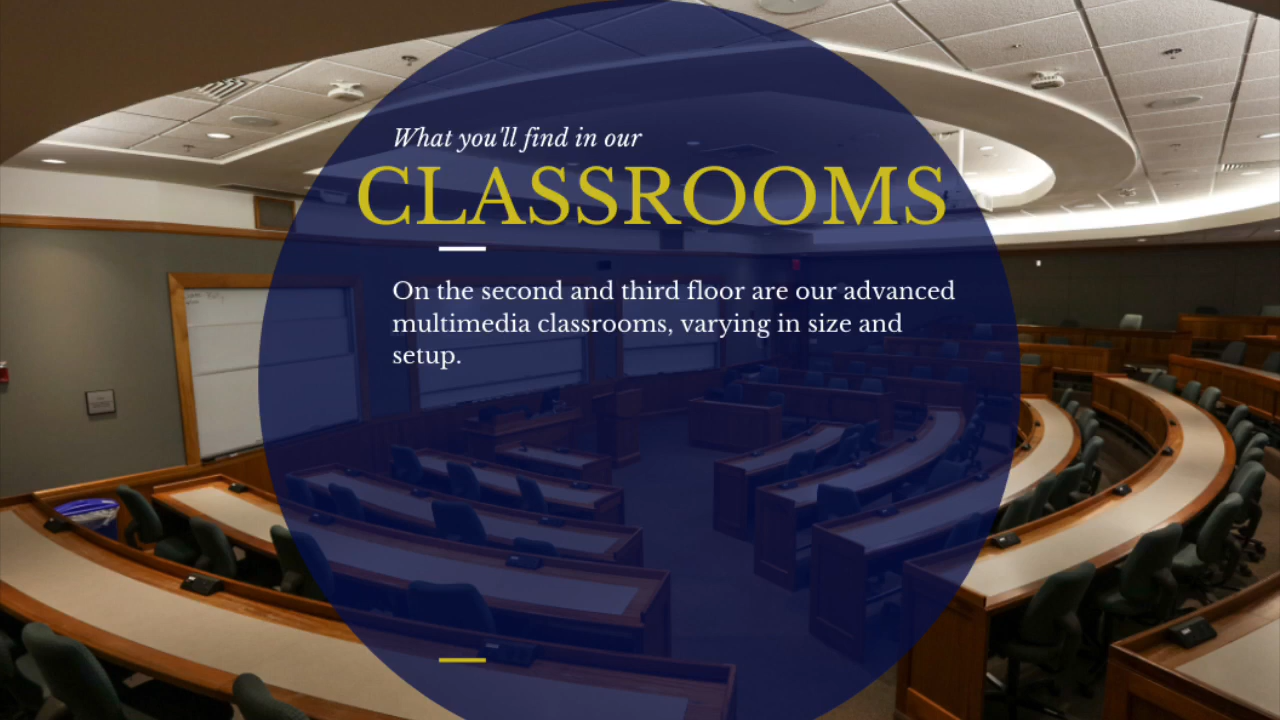 What you'll find in our
CLASSROOMS
On the second and third floor are our advanced
multimedia classrooms, varying in size and
setup.